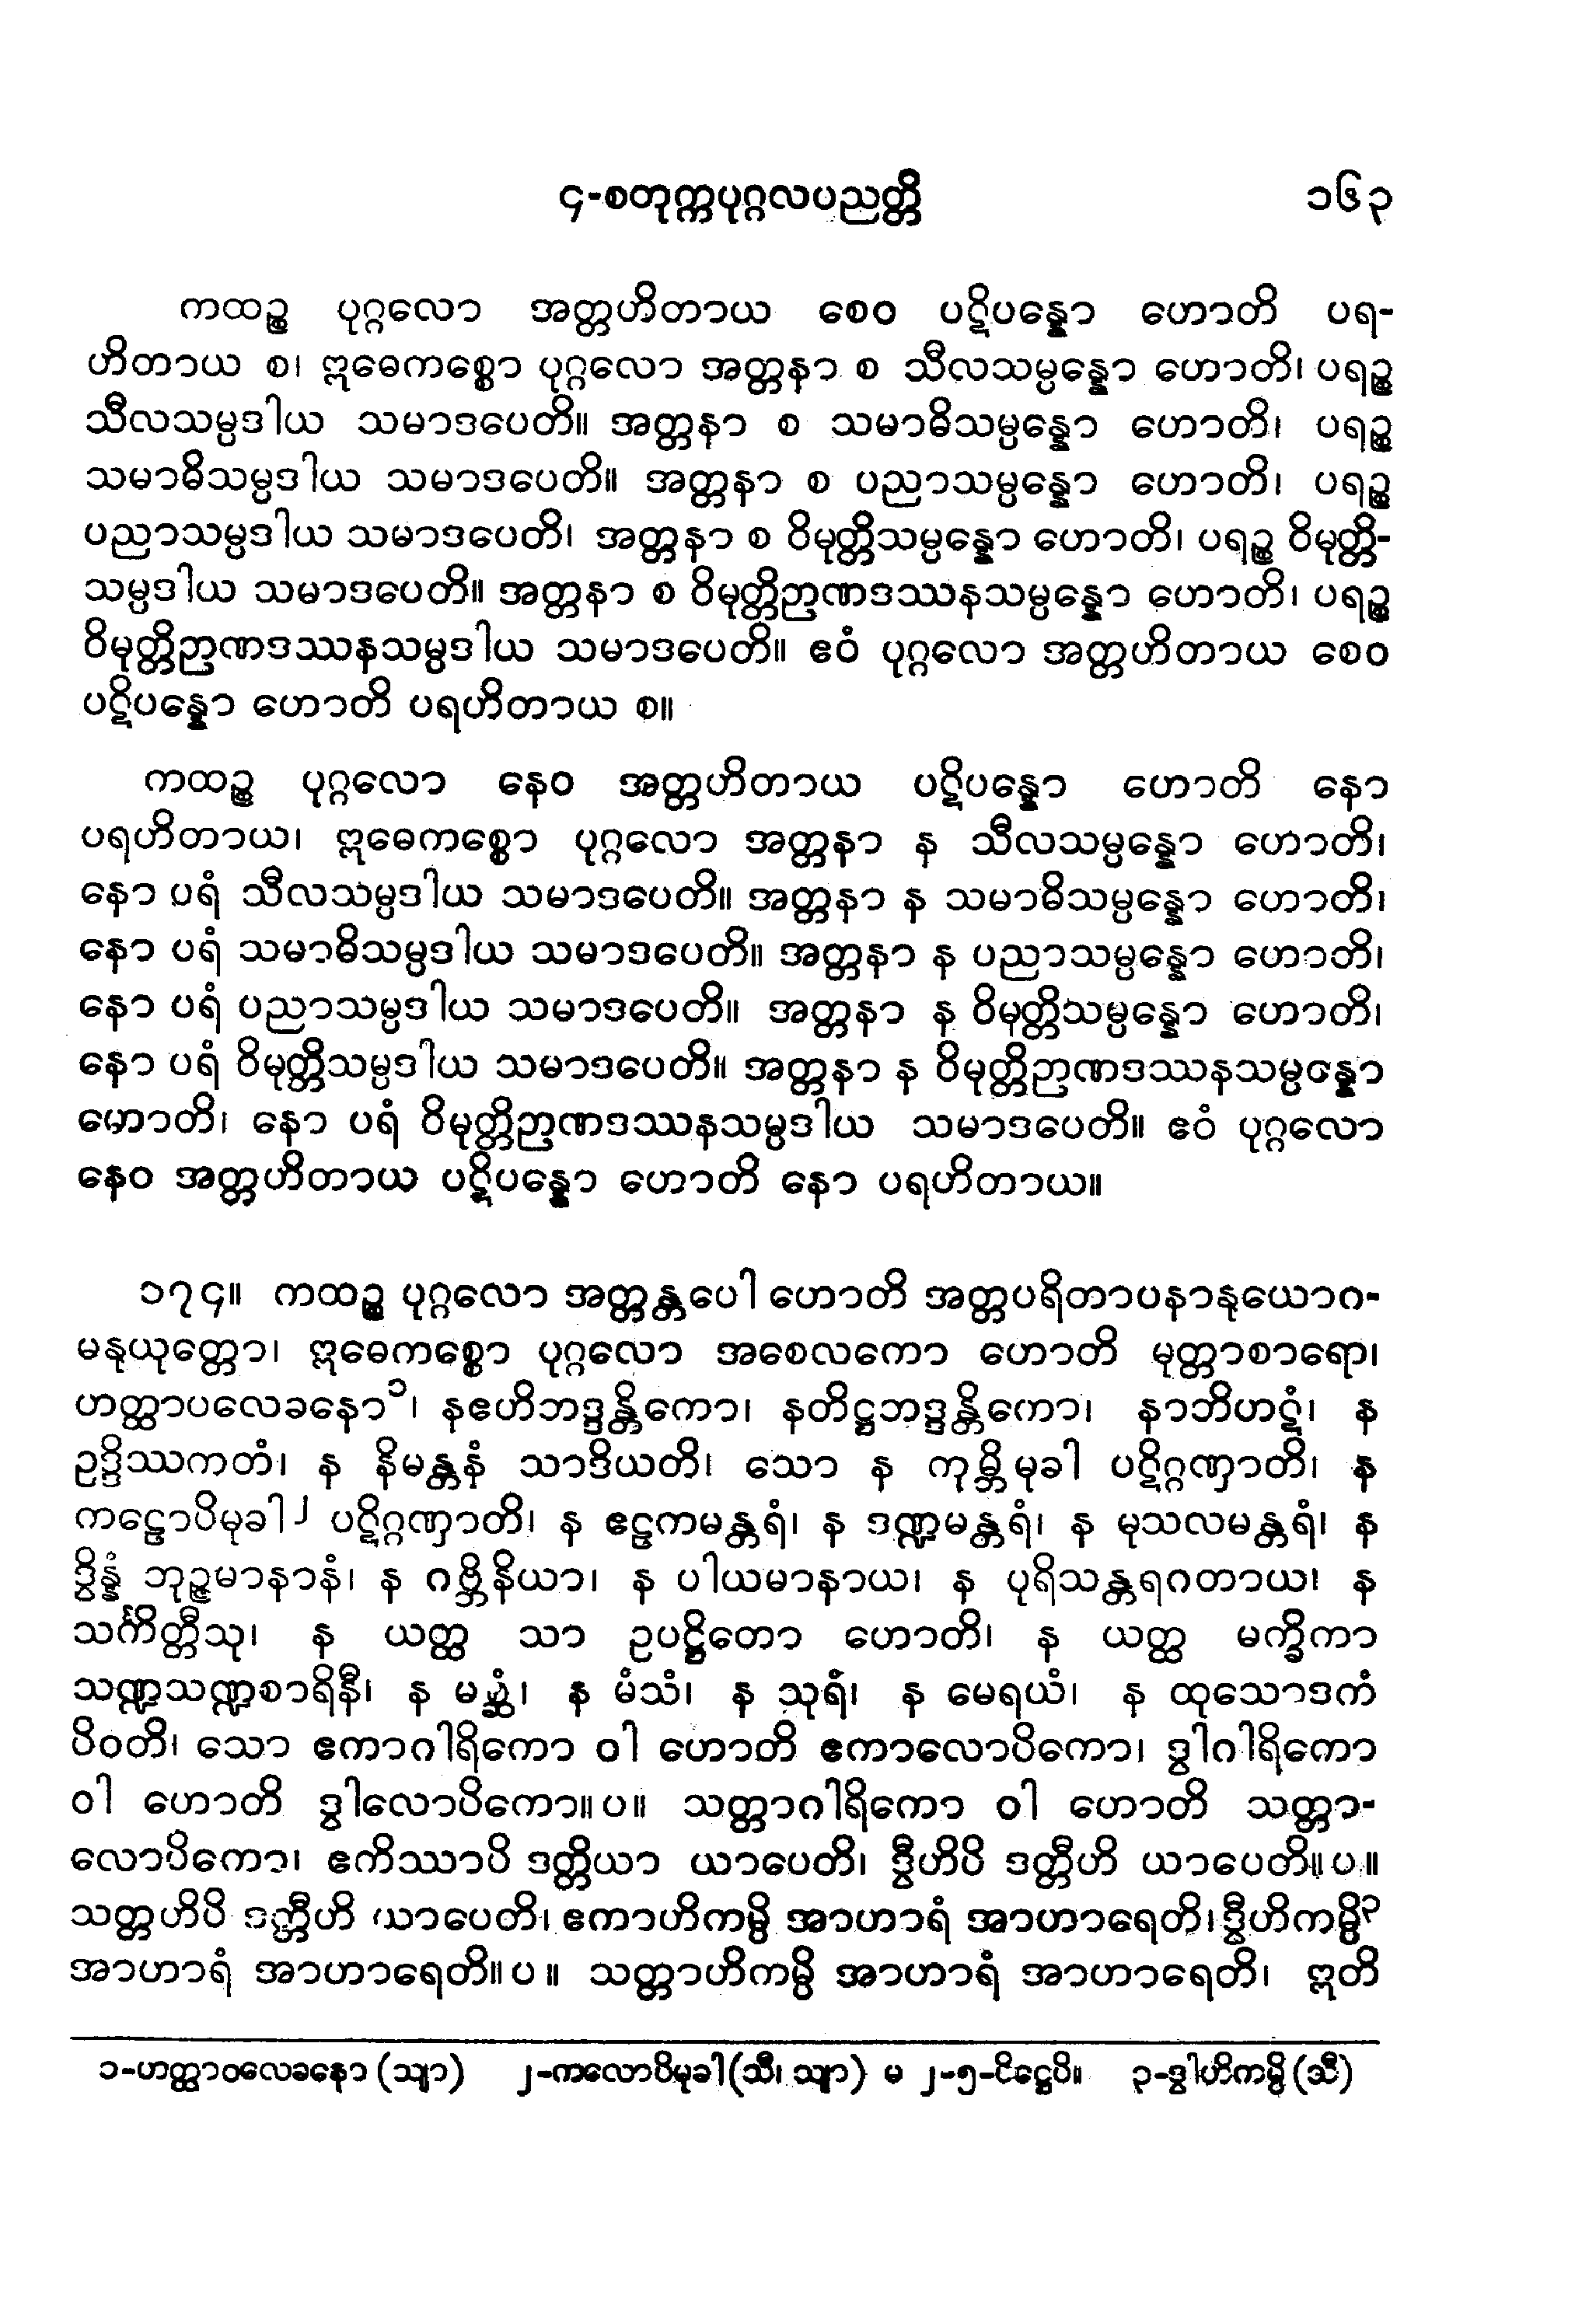 ၄-စတုက္ကပုဂ္ဂလပညတ္တိ ၁၆၃
ကထဉ္စ ပုဂ္ဂလော အတ္တဟိတာယ စေဝ ပဋိပန္နော ဟောတိ ပရ-
ဟိတာယ စ၊ ဣဓေကစ္စော ပုဂ္ဂလော အတ္တနာ စ သီလသမ္ပန္နော ဟောတိ၊ ပရဉ္စ
သီလသမ္ပဒါယ သမာဒပေတိ။ အတ္တနာ စ သမာဓိသမ္ပန္နော ဟောတိ၊ ပရဉ္စ
သမာဓိသမ္ပဒါယ သမာဒပေတိ။ အတ္တနာ စ ပညာသမ္ပန္နော ဟောတိ၊ ပရဉ္စ
ပညာသမ္ပဒါယ သမာဒပေတိ၊ အတ္တနာ စ ဝိမုတ္တိသမ္ပန္နော ဟောတိ၊ ပရဉ္စ ဝိမုတ္တိ-
သမ္ပဒါယ သမာဒပေတိ။ အတ္တနာ စ ဝိမုတ္တိဉာဏဒဿနသမ္ပန္နော ဟောတိ၊ ပရဉ္စ
ဝိမုတ္တိဉာဏဒဿနသမ္ပဒါယ သမာဒပေတိ။ ဧဝံ ပုဂ္ဂလော အတ္တဟိတာယ စေဝ
ပဋိပန္နော ဟောတိ ပရဟိတာယ စ။
ကထဉ္စ ပုဂ္ဂလော နေဝ အတ္တဟိတာယ ပဋိပန္နော ဟောတိ နော
ပရဟိတာယ၊ ဣဓေကစ္စော ပုဂ္ဂလော အတ္တနာ န သီလသမ္ပန္နော ဟောတိ၊
နော ပရံ သီလသမ္ပဒါယ သမာဒပေတိ။ အတ္တနာ န သမာဓိသမ္ပန္နော ဟောတိ၊
နော ပရံ သမာဓိသမ္ပဒါယ သမာဒပေတိ။ အတ္တနာ န ပညာသမ္ပန္နော ဟောတိ၊
နော ပရံ ပညာသမ္ပဒါယ သမာဒပေတိ။ အတ္တနာ န ဝိမုတ္တိသမ္ပန္နော ဟောတိ၊
နော ပရံ ဝိမုတ္တိသမ္ပဒါယ သမာဒပေတိ။ အတ္တနာ န ဝိမုတ္တိဉာဏဒဿနသမ္ပန္နော
ဟောတိ၊ နော ပရံ ဝိမုတ္တိဉာဏဒဿနသမ္ပဒါယ သမာဒပေတိ။ ဧဝံ ပုဂ္ဂလော
နေဝ အတ္တဟိတာယ ပဋိပန္နော ဟောတိ နော ပရဟိတာယ။
၁၇၄။ ကထဉ္စ ပုဂ္ဂလော အတ္တန္တပေါ ဟောတိ အတ္တပရိတာပနာနုယောဂ-
မနုယုတ္တော၊ ဣဓေကစ္စော ပုဂ္ဂလော အစေလကော ဟောတိ မုတ္တာစာရော၊
ဟတ္ထာပလေခနော၁၊ နဧဟိဘဒ္ဒန္တိကော၊ နတိဋ္ဌဘဒ္ဒန္တိကော၊ နာဘိဟဋံ၊ န
ဥဒ္ဒိဿကတံ၊ န နိမန္တနံ သာဒိယတိ၊ သော န ကုမ္ဘိမုခါ ပဋိဂ္ဂဏှာတိ၊ န
ကဠောပိမုခါ၂ ပဋိဂ္ဂဏှာတိ၊ န ဧဠကမန္တရံ၊ န ဒဏ္ဍမန္တရံ၊ န မုသလမန္တရံ၊ န
ဒွိန္နံ ဘုဉ္ဇမာနာနံ၊ န ဂဗ္ဘိနိယာ၊ န ပါယမာနာယ၊ န ပုရိသန္တရဂတာယ၊ န
သင်္ကိတ္တီသု၊ န ယတ္ထ သာ ဥပဋ္ဌိတော ဟောတိ၊ န ယတ္ထ မက္ခိကာ
သဏ္ဍသဏ္ဍစာရိနီ၊ န မစ္ဆံ၊ န မံသံ၊ န သုရံ၊ န မေရယံ၊ န ထုသောဒကံ
ပိဝတိ၊ သော ဧကာဂါရိကော ဝါ ဟောတိ ဧကာလောပိကော၊ ဒွါဂါရိကော
ဝါ ဟောတိ ဒွါလောပိကော။ပ။ သတ္တာဂါရိကော ဝါ ဟောတိ သတ္တာ-
လောပိကော၊ ဧကိဿာပိ ဒတ္တိယာ ယာပေတိ၊ ဒွီဟိပိ ဒတ္တီဟိ ယာပေတိ။ပ။
သတ္တဟိပိ ဒတ္တီဟိ ယာပေတိ၊ ဧကာဟိကမ္ပိ အာဟာရံ အာဟာရေတိ၊ ဒွီဟိကမ္ပိ၃
အာဟာရံ အာဟာရေတိ။ပ။ သတ္တာဟိကမ္ပိ အာဟာရံ အာဟာရေတိ၊ ဣတိ
၁-ဟတ္ထာဝလေခနော (သျာ) ၂-ကလောပိမုခါ (သီ၊ သျာ) မ ၂-၅-ပိဋ္ဌေပိ။ ၃-ဒွါဟိကမ္ပိ (သီ)